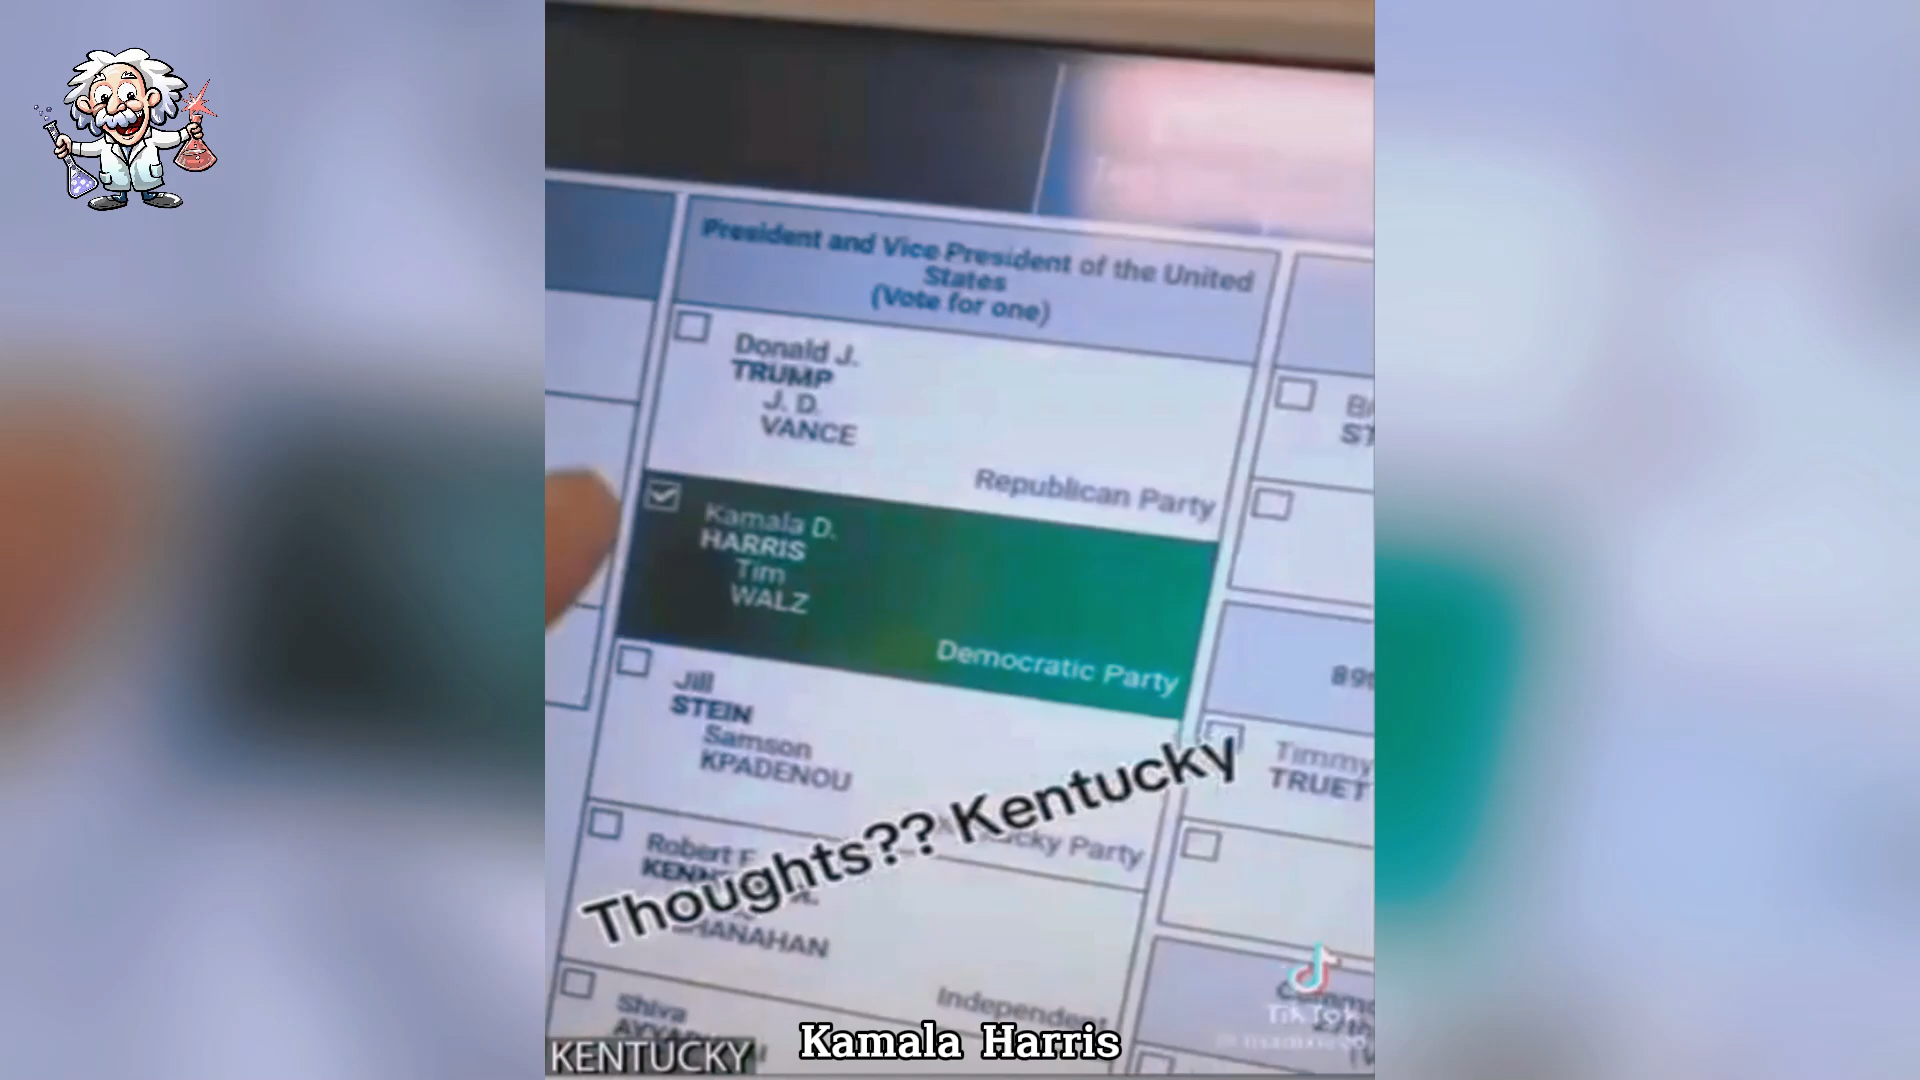 President and Vice President of the United
States
(Vote for one)
Donald J.
TRUMP
J. D.
VANCE
Republican Party
Kamala D.
HARRIS
Tim
WALZ
Democratic Party
Jill
STEIN
Samson
KPADENOU
Party
Robert F.
SHANAHAN
Independent
Shiva
ST
Timmy
TRUET
Thoughts?? Kentucky
TikTok
KENTUCKY
Kamala Harris